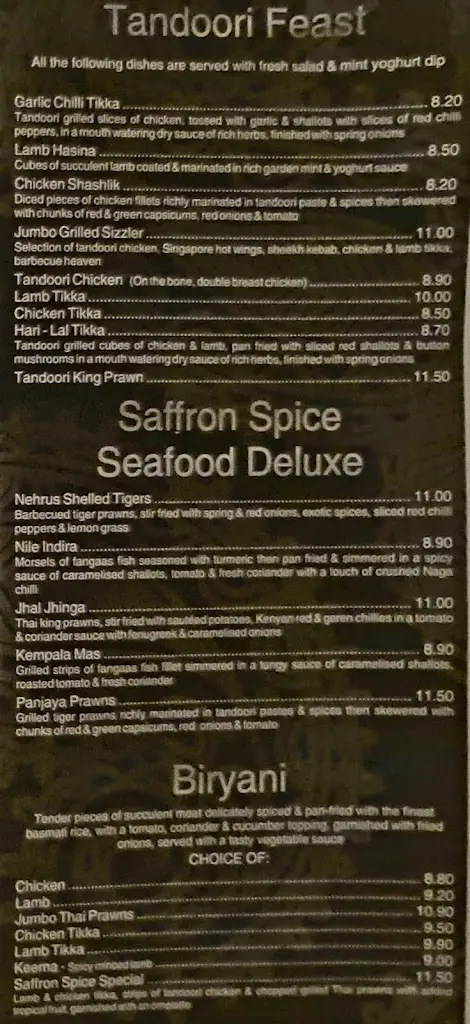 Tandoori Feast
All the following dishes are served with fresh salad & mint yoghurt dip
Garlic Chilli Tikka 8.20
Tandoori grilled slices of chicken, tossed with garlic & shallots with slices of red chilli
peppers, in a mouth watering dry sauce of rich herbs, finished with spring onions
Lamb Hasina 8.50
Cubes of succulent lamb coated & marinated in rich garden mint & yoghurt sauce
Chicken Shashlik 8.20
Diced pieces of chicken fillets richly marinated in tandoori paste & spices then skewered
with chunks of red & green capsicums, red onions & tomato
Jumbo Grilled Sizzler 11.00
Selection of tandoori chicken, Singapore hot wings, sheekh kebab, chicken & lamb tikka,
barbecue heaven
Tandoori Chicken (On the bone, double breast chicken) 8.90
Lamb Tikka 10.00
Chicken Tikka 8.50
Hari - Lal Tikka 8.70
Tandoori grilled cubes of chicken & lamb, pan fried with sliced red shallots & button
mushrooms in a mouth watering dry sauce of rich herbs, finished with spring onions
Tandoori King Prawn 11.50
Saffron Spice
Seafood Deluxe
Nehrus Shelled Tigers 11.00
Barbecued tiger prawns, stir fried with spring & red onions, exotic spices, sliced red chilli
peppers & lemon grass
Nile Indira 8.90
Morsels of fangaas fish seasoned with turmeric then pan fried & simmered in a spicy
sauce of caramelised shallots, tomato & fresh coriander with a touch of crushed Naga
chilli
Jhal Jhinga 11.00
Thai king prawns, stir fried with sautéed potatoes, Kenyan red & geren chillies in a tomato
& coriander sauce with fenugreek & caramelised onions
Kempala Mas 8.90
Grilled strips of fangaas fish fillet simmered in a tangy sauce of caramelised shallots,
roasted tomato & fresh coriander
Panjaya Prawns 11.50
Grilled tiger prawns richly marinated in tandoori pastes & spices then skewered with
chunks of red & green capsicums, red onions & tomato
Biryani
Tender pieces of succulent meat delicately spiced & pan-fried with the finest
basmati rice, with a tomato, coriander & cucumber topping, garnished with fried
onions, served with a tasty vegetable sauce
CHOICE OF:
Chicken 8.80
Lamb 9.20
Jumbo Thai Prawns 10.90
Chicken Tikka 9.50
Lamb Tikka 9.90
Keema - Spicy minced lamb 9.00
Saffron Spice Special 11.50
Lamb & chicken tikka, strips of tandoori chicken & chopped grilled Thai prawns with added
tropical fruit, garnished with an omelette